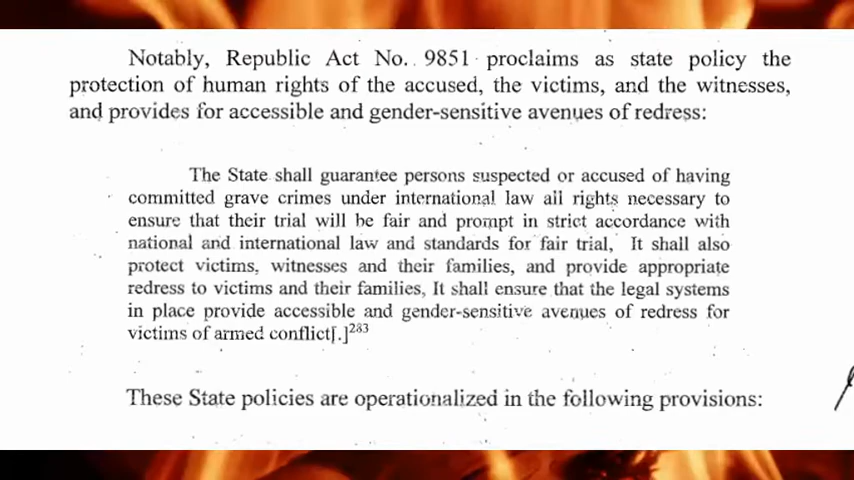 Notably, Republic Act No. 9851 proclaims as state policy the
protection of human rights of the accused, the victims, and the witnesses,
and provides for accessible and gender-sensitive avenues of redress:
The State shall guarantee persons suspected or accused of having
committed grave crimes under international law all rights necessary to
ensure that their trial will be fair and prompt in strict accordance with
national and international law and standards for fair trial, It shall also
protect victims, witnesses and their families, and provide appropriate
redress to victims and their families, It shall ensure that the legal systems
in place provide accessible and gender-sensitive avenues of redress for
victims of armed conflict[.]283
These State policies are operationalized in the following provisions: